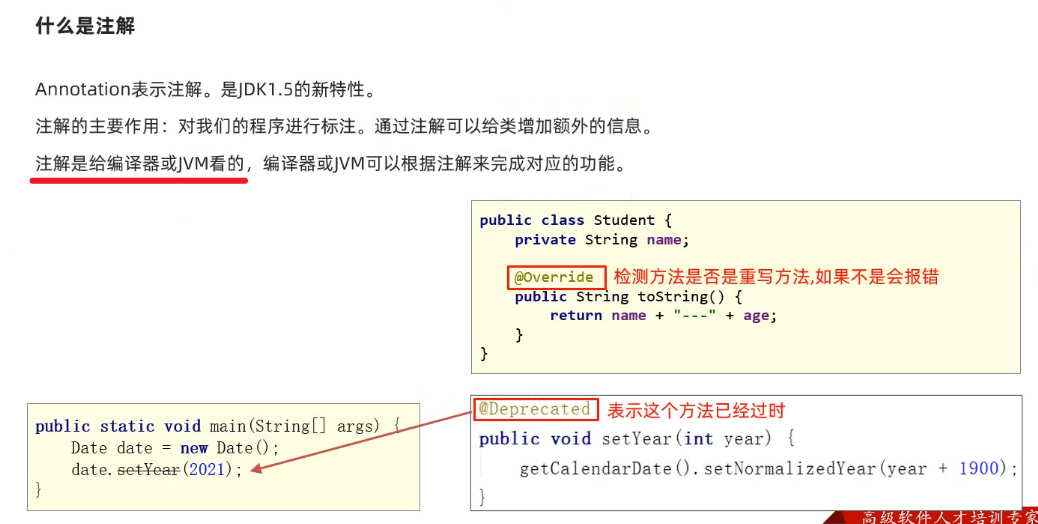 什么是注解
Annotation表示注解。是JDK1.5的新特性。
注解的主要作用：对我们的程序进行标注。通过注解可以给类增加额外的信息。
注解是给编译器或JVM看的，编译器或JVM可以根据注解来完成对应的功能。
public class Student {
private String name;
@Override 检测方法是否是重写方法,如果不是会报错
public String toString() {
return name + "---" + age;
}
}
public static void main(String[] args) {
Date date = new Date();
date.setYear(2021);
}
@Deprecated 表示这个方法已经过时
public void setYear(int year) {
getCalendarDate().setNormalizedYear(year + 1900);
}
高级软件人才培训专家